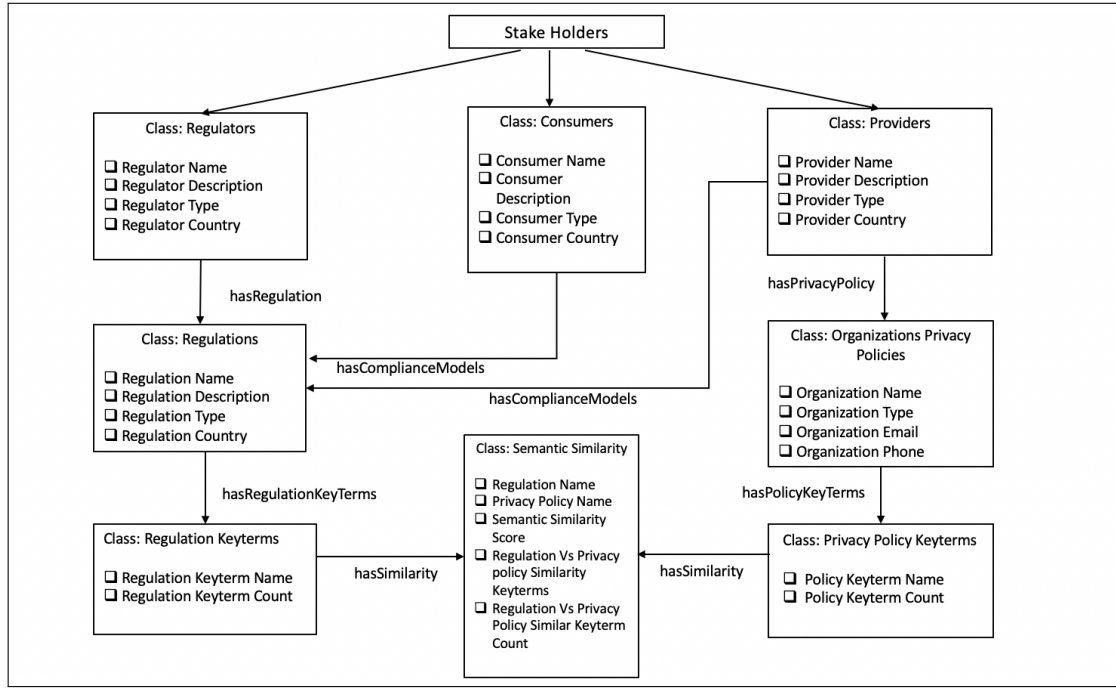 Stake Holders
Class: Regulators
❑ Regulator Name
❑ Regulator Description
❑ Regulator Type
❑ Regulator Country
Class: Consumers
❑ Consumer Name
❑ Consumer
Description
❑ Consumer Type
❑ Consumer Country
Class: Providers
❑ Provider Name
❑ Provider Description
❑ Provider Type
❑ Provider Country
hasRegulation
hasPrivacyPolicy
Class: Regulations
❑ Regulation Name
❑ Regulation Description
❑ Regulation Type
❑ Regulation Country
hasComplianceModels
hasComplianceModels
Class: Organizations Privacy
Policies
❑ Organization Name
❑ Organization Type
❑ Organization Email
❑ Organization Phone
hasRegulationKeyTerms
hasPolicyKeyTerms
Class: Regulation Keyterms
❑ Regulation Keyterm Name
❑ Regulation Keyterm Count
hasSimilarity
Class: Semantic Similarity
❑ Regulation Name
❑ Privacy Policy Name
❑ Semantic Similarity
Score
❑ Regulation Vs Privacy
policy Similarity
Keyterms
❑ Regulation Vs Privacy
Policy Similar Keyterm
Count
hasSimilarity
Class: Privacy Policy Keyterms
❑ Policy Keyterm Name
❑ Policy Keyterm Count